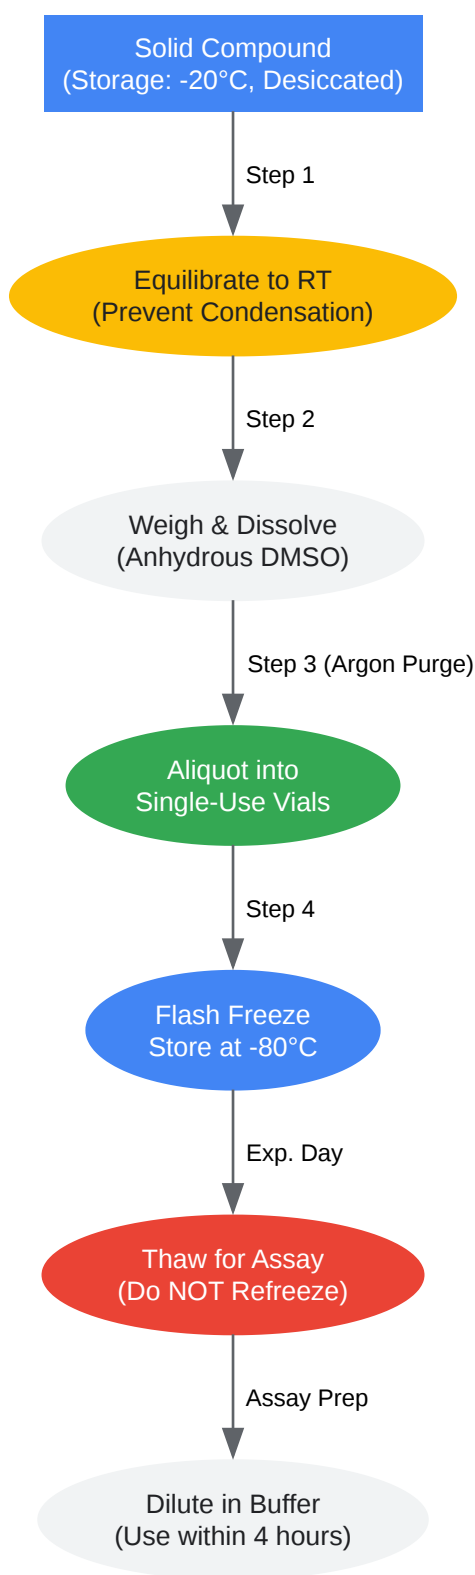 Solid Compound
(Storage: -20°C, Desiccated)
Step 1
Equilibrate to RT
(Prevent Condensation)
Step 2
Weigh & Dissolve
(Anhydrous DMSO)
Step 3 (Argon Purge)
Aliquot into
Single-Use Vials
Step 4
Flash Freeze
Store at -80°C
Exp. Day
Thaw for Assay
(Do NOT Refreeze)
Assay Prep
Dilute in Buffer
(Use within 4 hours)